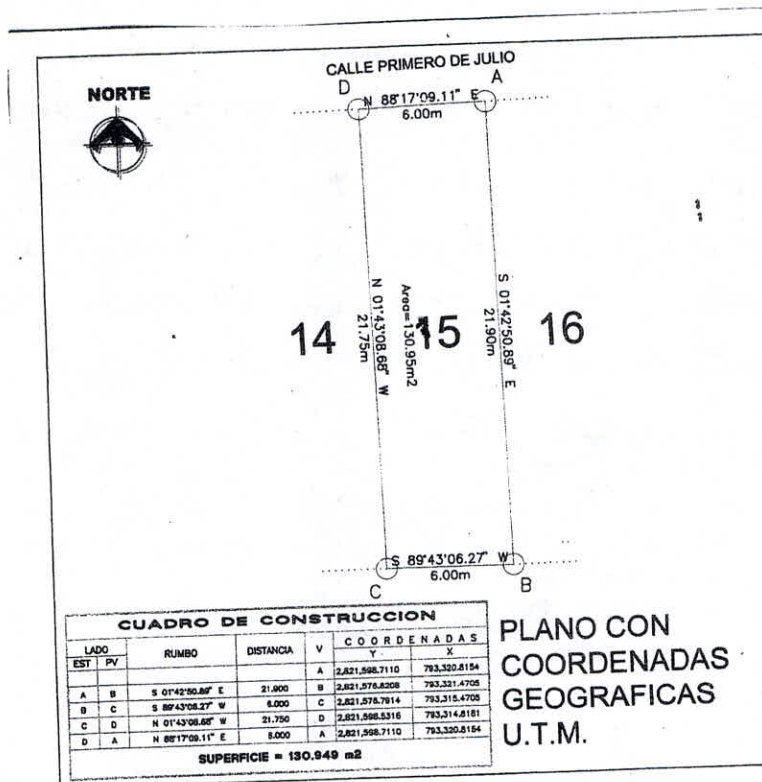 CALLE PRIMERO DE JULIO
NORTE
D
A
N 88°17'09.11" E
6.00m
14
N 01°43'08.68" W
21.75m
Area=130.95m2
15
S 01°42'50.89" E
21.90m
16
S 89°43'06.27" W
6.00m
C
B
CUADRO DE CONSTRUCCION
LADO RUMBO DISTANCIA V COORDENADAS
EST PV Y X
A 2,821,598.7110 793,320.8154
A B S 01°42'50.89" E 21.900 B 2,821,576.8208 793,321.4705
B C S 89°43'06.27" W 6.000 C 2,821,576.7914 793,315.4705
C D N 01°43'08.68" W 21.750 D 2,821,598.5316 793,314.8181
D A N 88°17'09.11" E 6.000 A 2,821,598.7110 793,320.8154
SUPERFICIE = 130.949 m2
PLANO CON
COORDENADAS
GEOGRAFICAS
U.T.M.